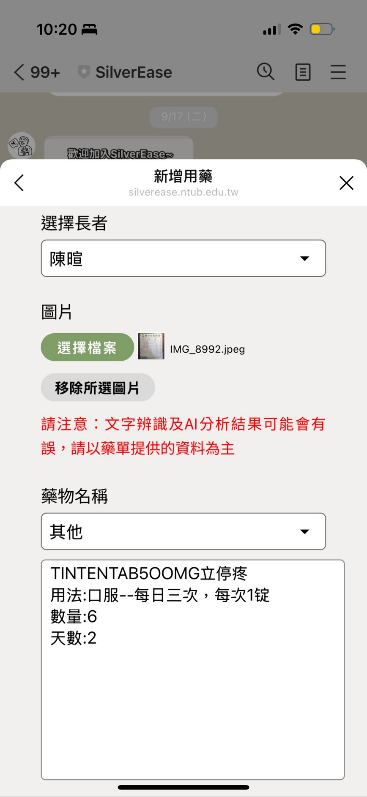 10:20
99+
SilverEase
9/17 (二)
歡迎加入SilverEase~
新增用藥
silverease.ntub.edu.tw
選擇長者
陳暄
圖片
選擇檔案 IMG_8992.jpeg
移除所選圖片
請注意：文字辨識及AI分析結果可能會有
誤，請以藥單提供的資料為主
藥物名稱
其他
TINTENTAB5OOMG立停疼
用法:口服--每日三次，每次1锭
數量:6
天數:2